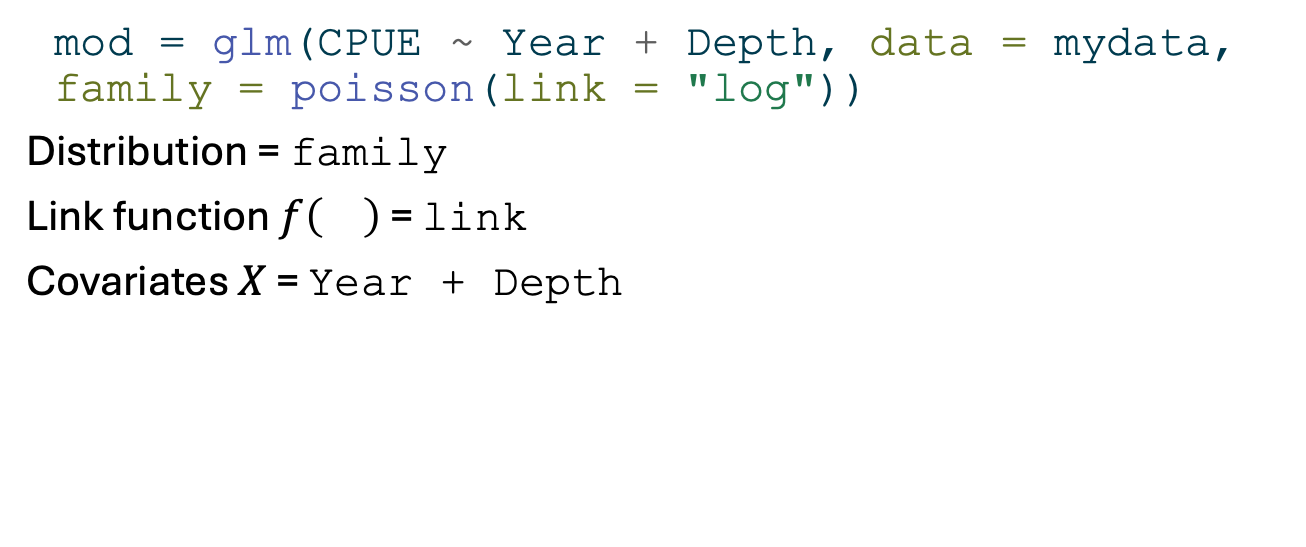 mod = glm(CPUE ~ Year + Depth, data = mydata,
family = poisson(link = "log"))
Distribution = family
Link function f( ) = link
Covariates X = Year + Depth